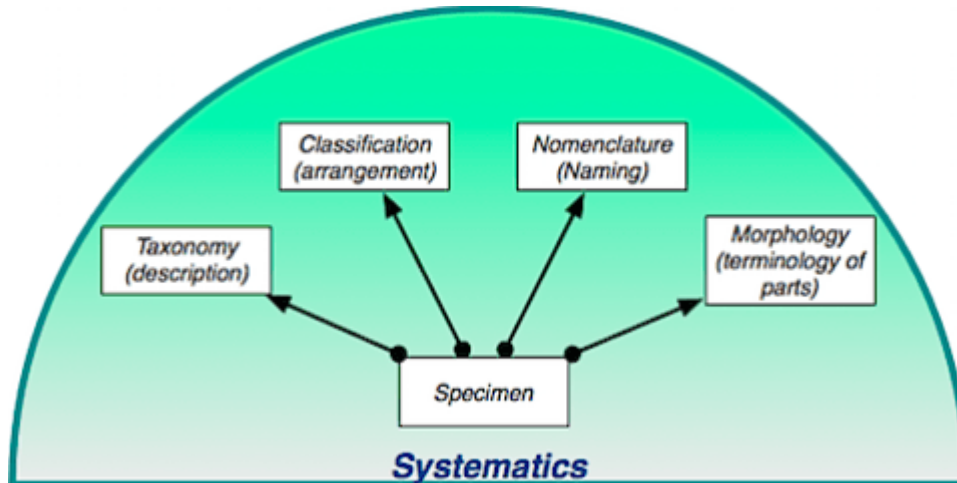 Classification
(arrangement)
Nomenclature
(Naming)
Taxonomy
(description)
Morphology
(terminology of
parts)
Specimen
Systematics